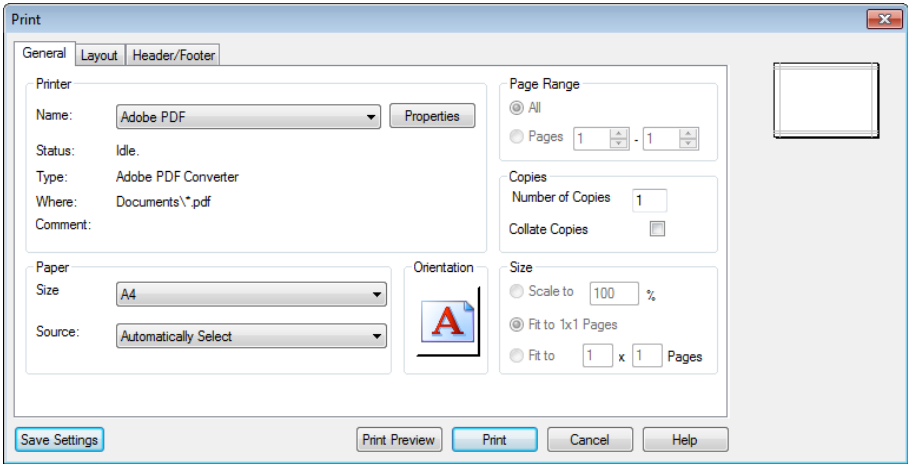 Print
General Layout Header/Footer
Printer
Name: Adobe PDF Properties
Status: Idle.
Type: Adobe PDF Converter
Where: Documents\*.pdf
Comment:
Page Range
All
Pages 1 - 1
Copies
Number of Copies 1
Collate Copies
Paper
Size A4
Source: Automatically Select
Orientation
A
Size
Scale to 100 %
Fit to 1x1 Pages
Fit to 1 x 1 Pages
Save Settings Print Preview Print Cancel Help